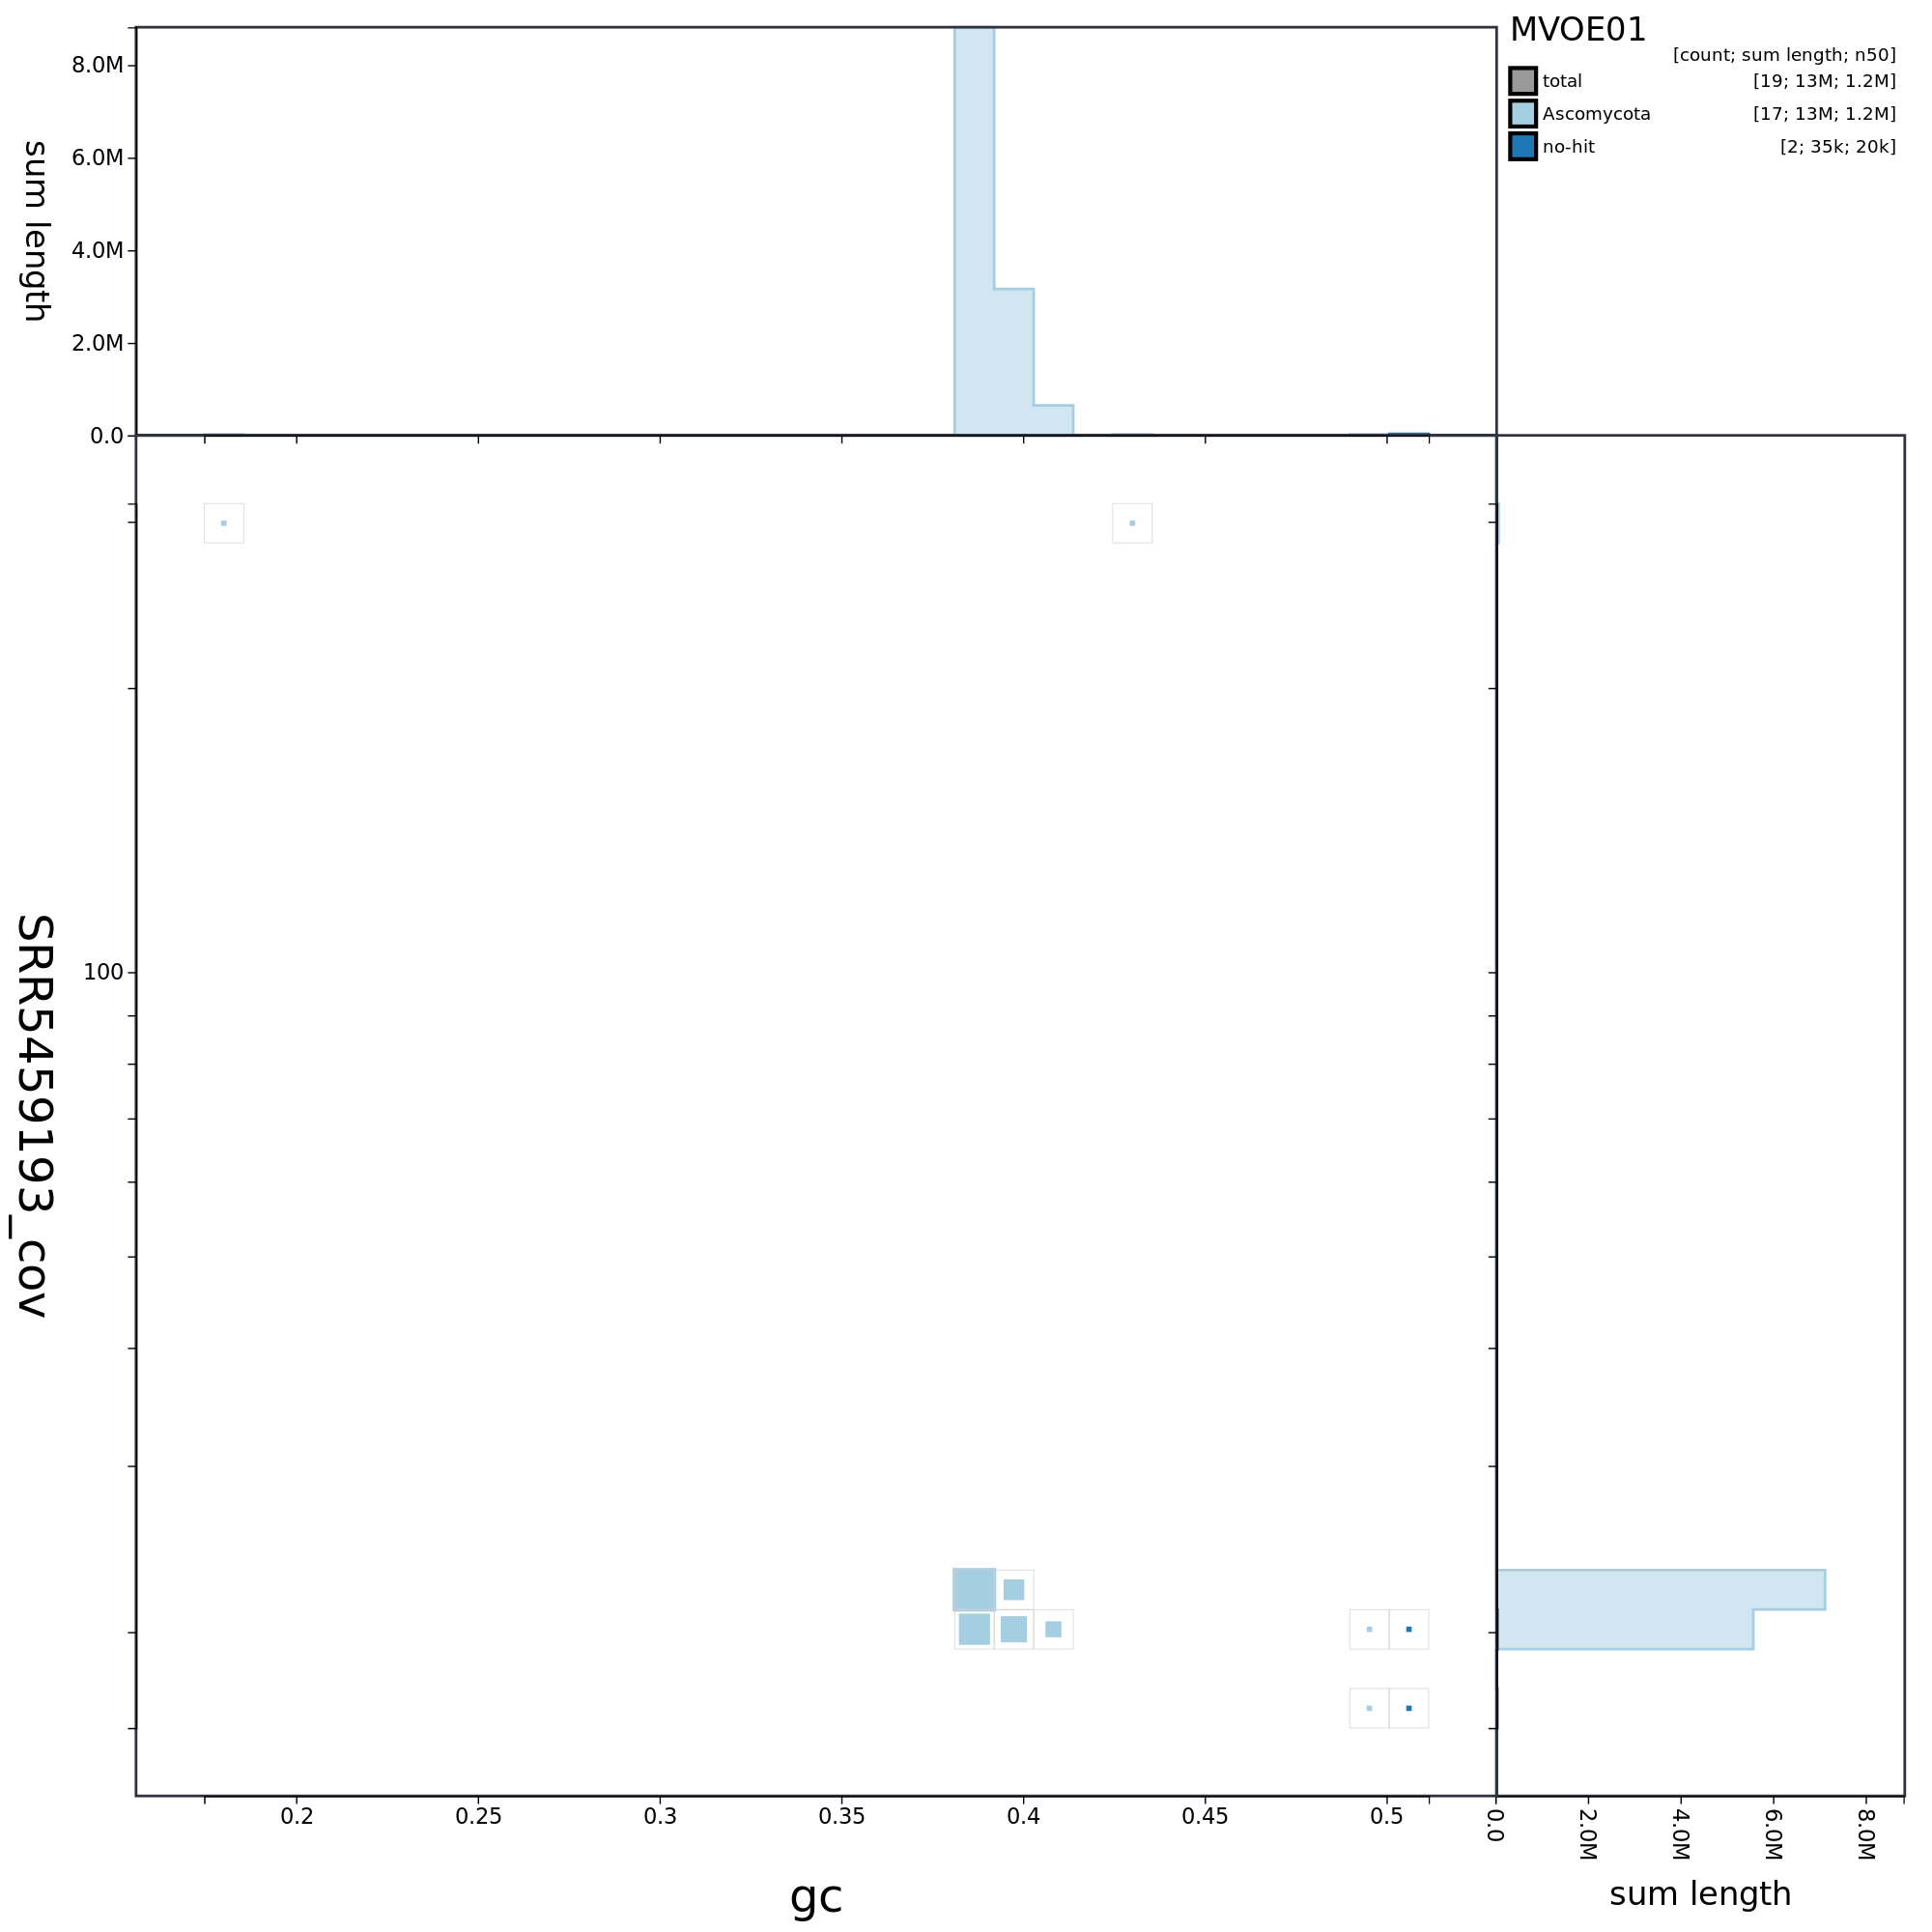 MVOE01
[count; sum length; n50]
total [19; 13M; 1.2M]
Ascomycota [17; 13M; 1.2M]
no-hit [2; 35k; 20k]
sum length
8.0M
6.0M
4.0M
2.0M
0.0
SRR5459193_cov
100
0.2 0.25 0.3 0.35 0.4 0.45 0.5
gc
0.0 2.0M 4.0M 6.0M 8.0M
sum length